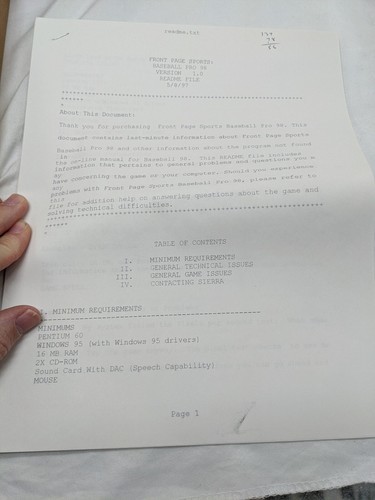 readme.txt
FRONT PAGE SPORTS:
BASEBALL PRO 98
VERSION 1.0
README FILE
5/8/97
********************************************************************
******
*
About This Document:
Thank you for purchasing Front Page Sports Baseball Pro 98. This
document contains last-minute information about Front Page Sports
Baseball Pro 98 and other information about the program not found
in
The on-line manual for Baseball 98. This README file included
information that pertains to general problems and questions you m
ay
have concerning the game or your computer. Should you experience
any
problems with Front Page Sports Baseball Pro 98, please refer to
this
file for addition help on answering questions about the game and
solving technical difficulties.
********************************************************************
******
*
TABLE OF CONTENTS
I. MINIMUM REQUIREMENTS
II. GENERAL TECHNICAL ISSUES
III. GENERAL GAME ISSUES
IV. CONTACTING SIERRA
I. MINIMUM REQUIREMENTS
------------------------------------------------------------
MINIMUMS
PENTIUM 60
WINDOWS 95 (with Windows 95 drivers)
16 MB RAM
2X CD-ROM
Sound Card With DAC (Speech Capability)
MOUSE
Page 1